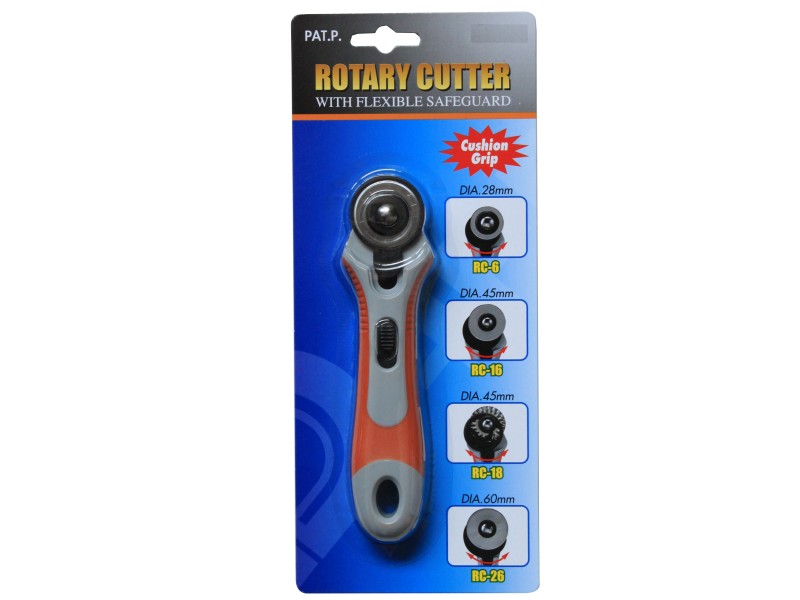 PAT.P.
ROTARY CUTTER
WITH FLEXIBLE SAFEGUARD
Cushion
Grip
DIA.28mm
RC-6
DIA.45mm
RC-16
DIA.45mm
RC-18
DIA.60mm
RC-26